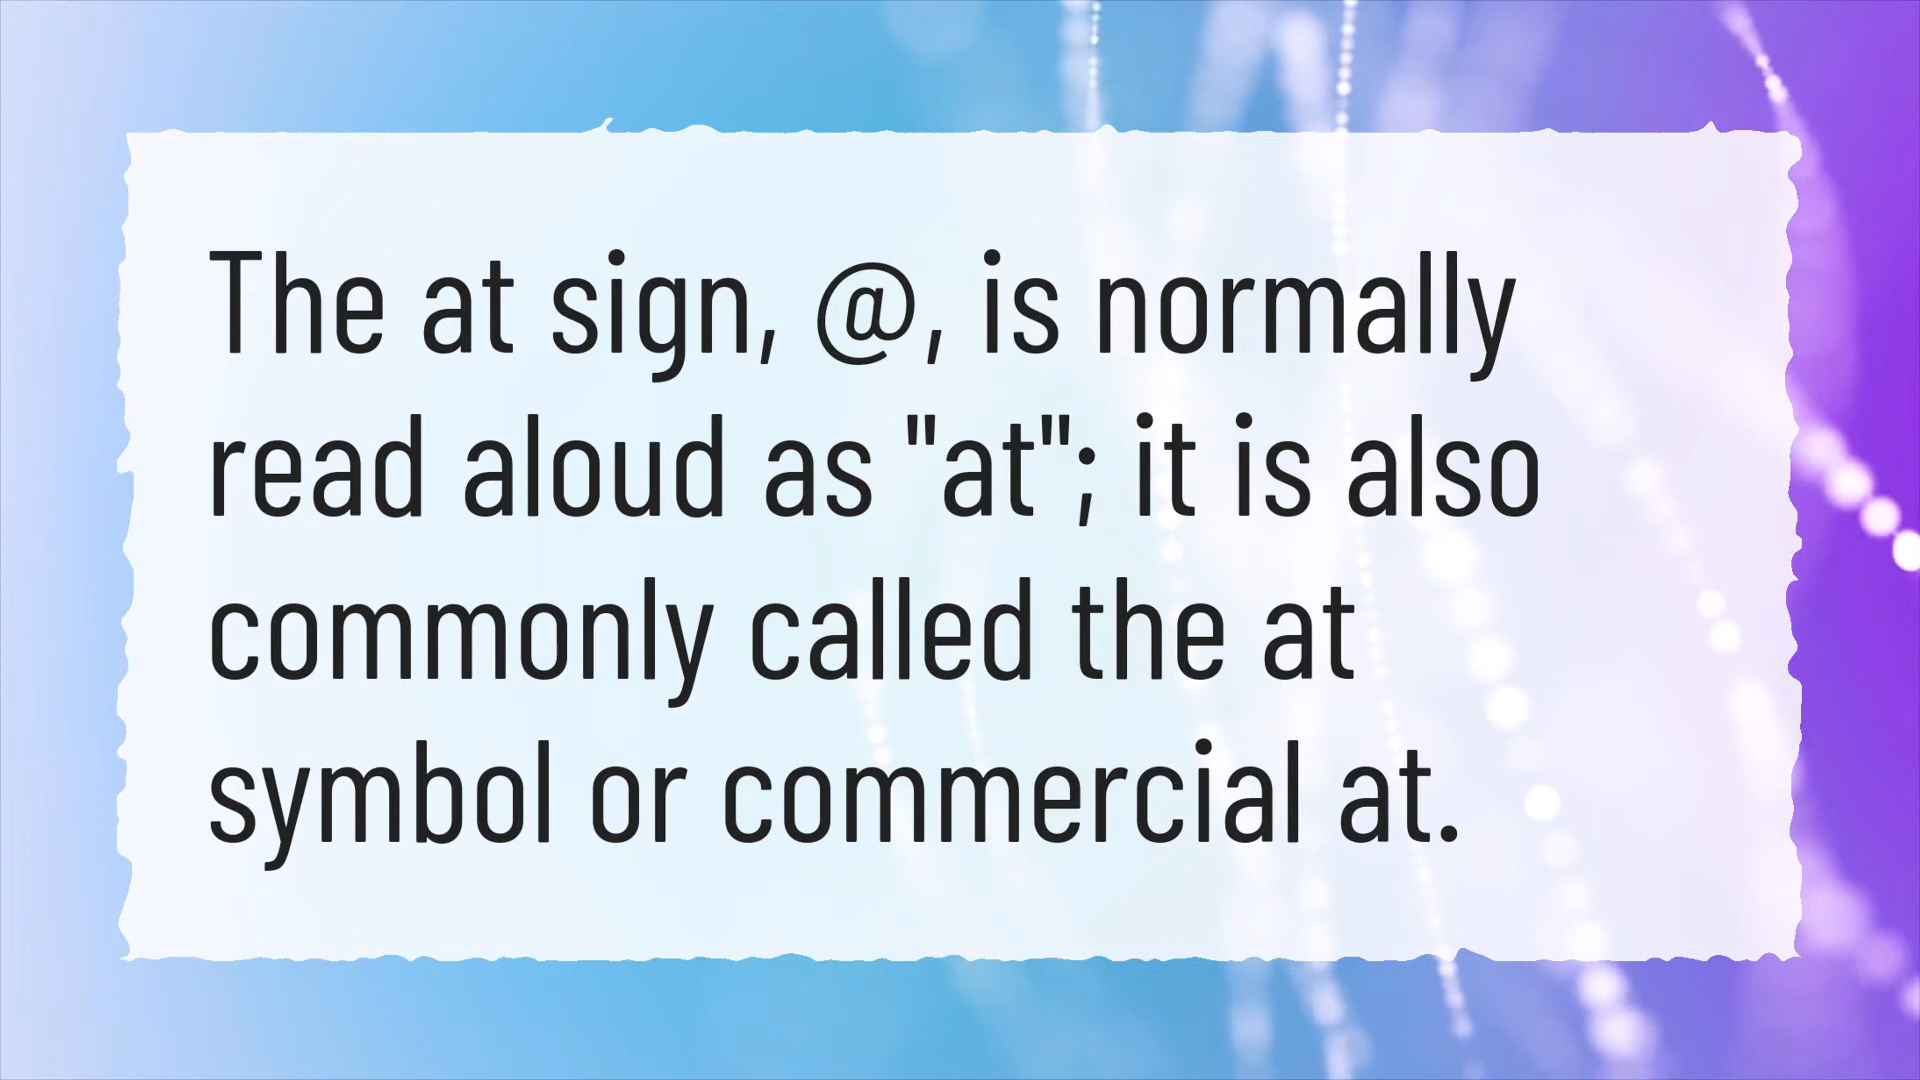 The at sign, @, is normally
read aloud as "at"; it is also
commonly called the at
symbol or commercial at.